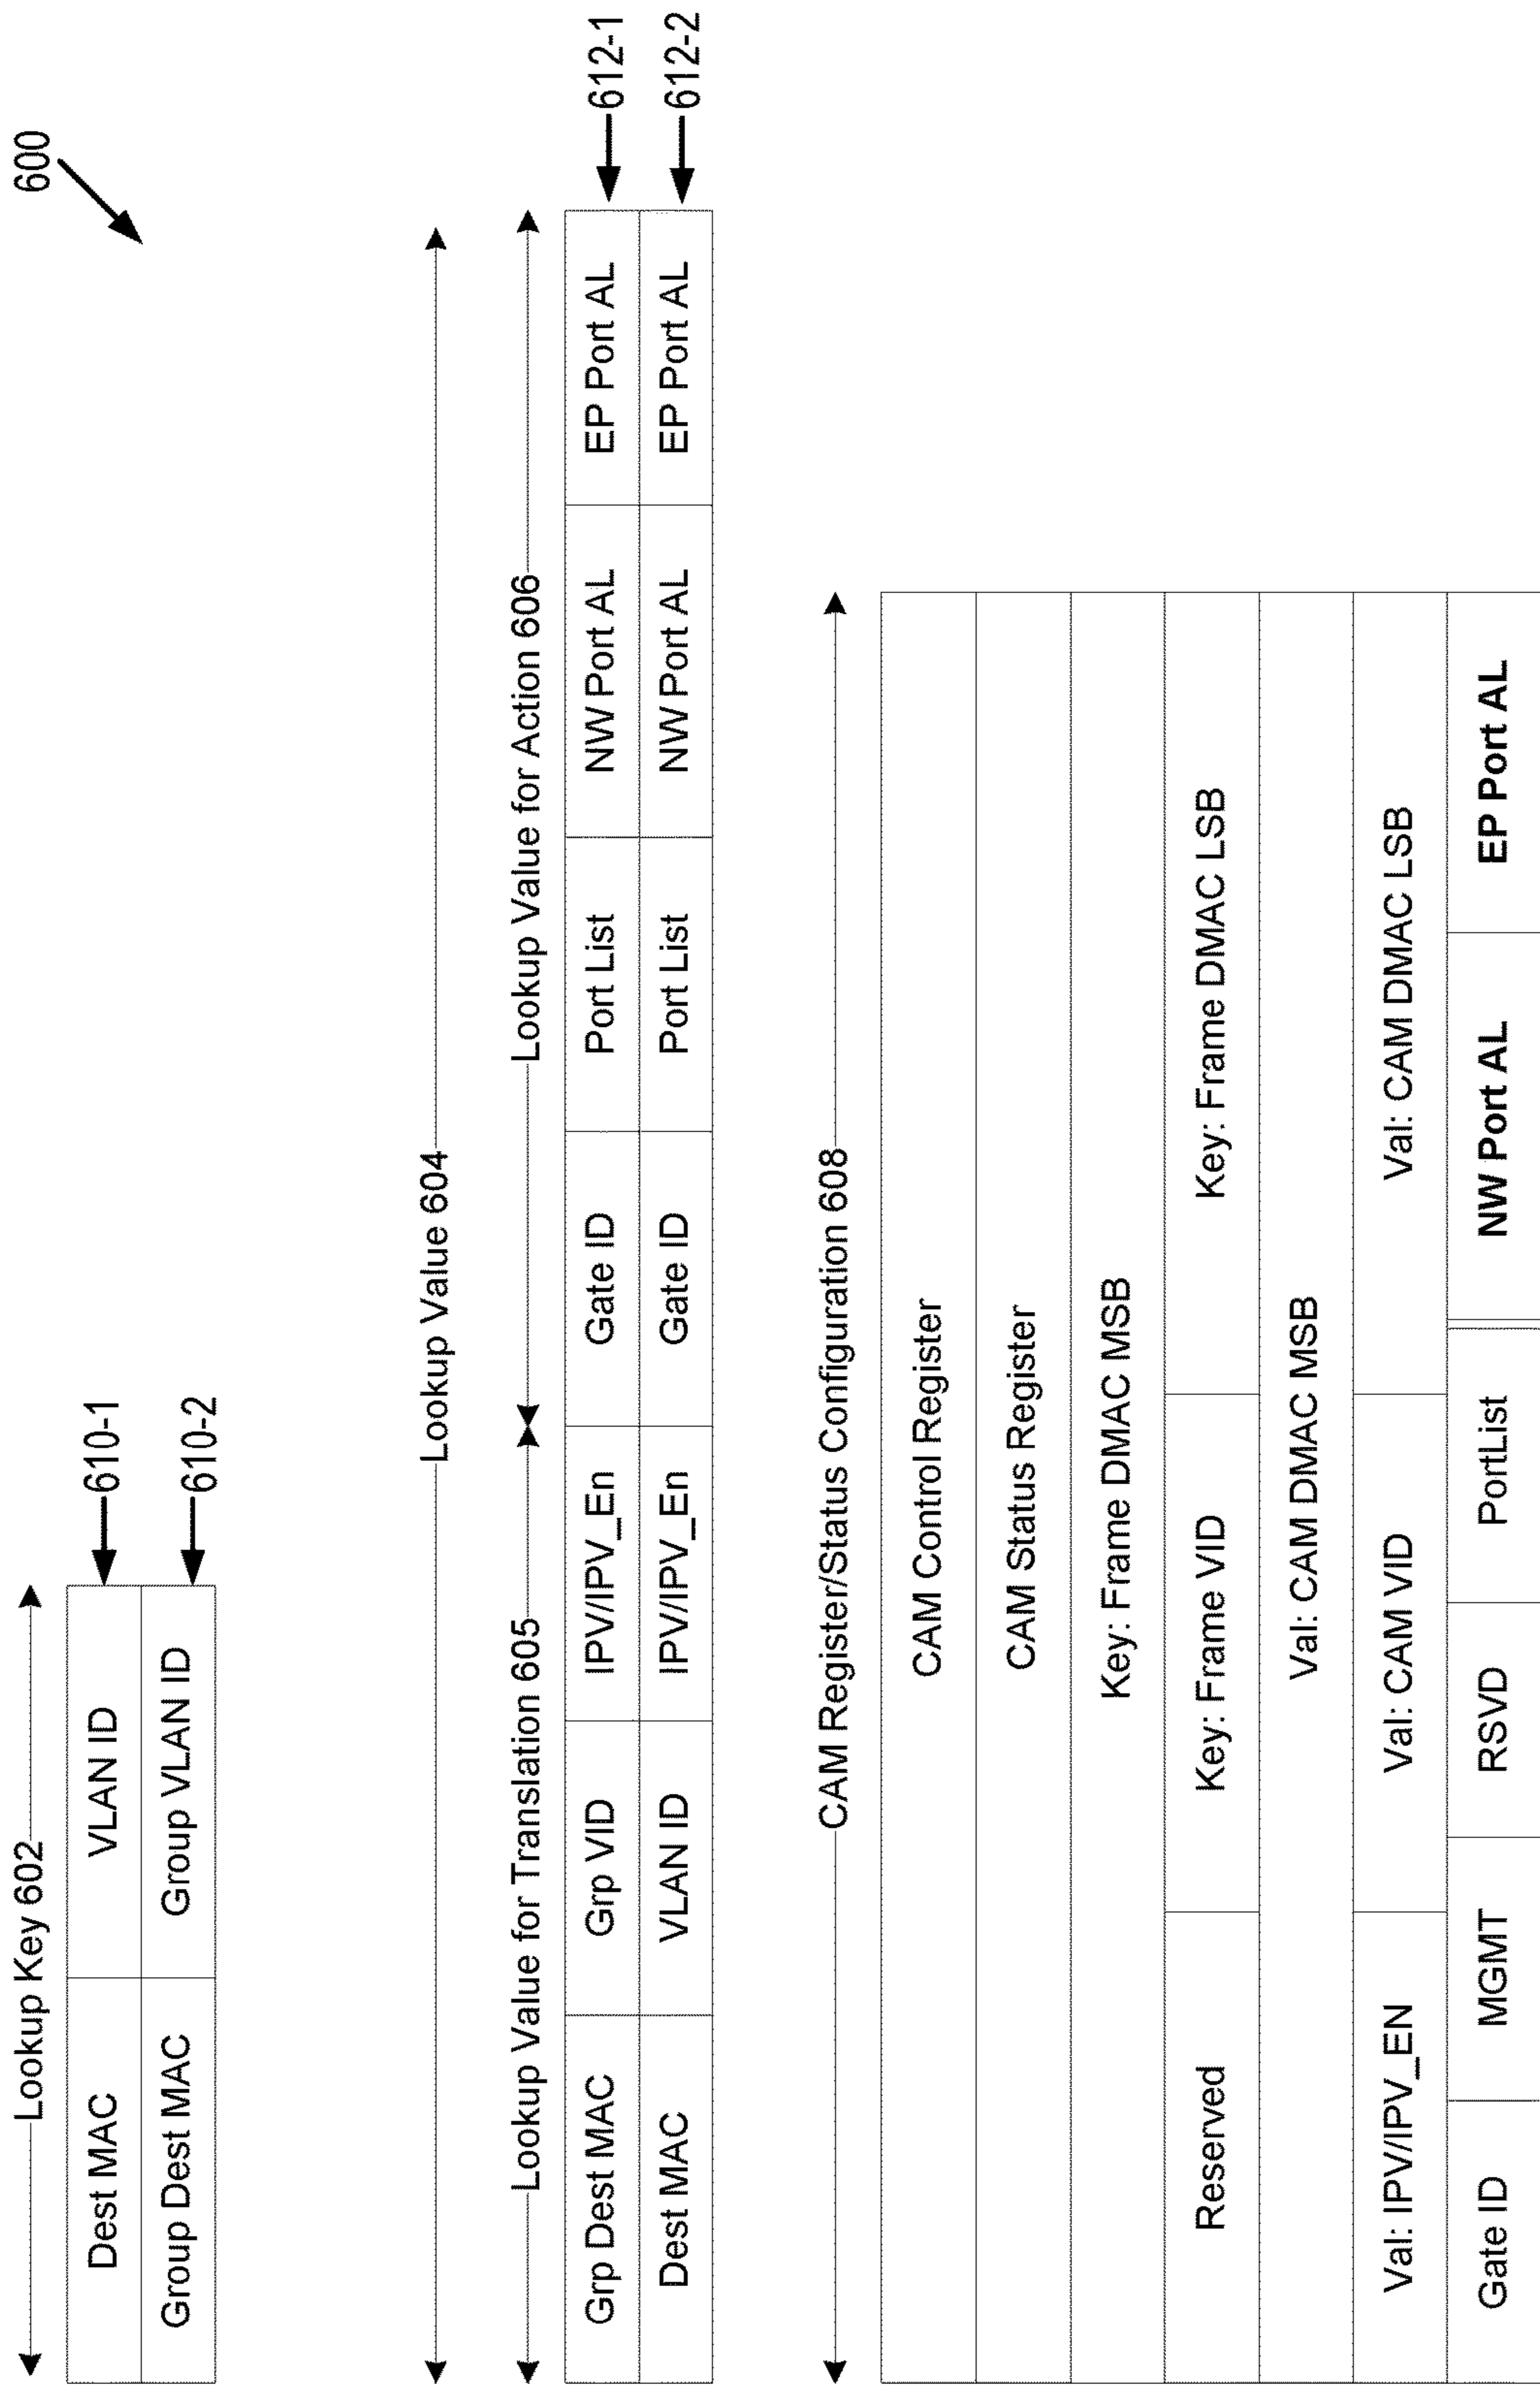 600
Lookup Key 602
Dest MAC VLAN ID 610-1
Group Dest MAC Group VLAN ID 610-2
Lookup Value 604
Lookup Value for Translation 605 Lookup Value for Action 606
Grp Dest MAC Grp VID IPV/IPV_En Gate ID Port List NW Port AL EP Port AL 612-1
Dest MAC VLAN ID IPV/IPV_En Gate ID Port List NW Port AL EP Port AL 612-2
CAM Register/Status Configuration 608
CAM Control Register
CAM Status Register
Key: Frame DMAC MSB
Reserved Key: Frame VID Key: Frame DMAC LSB
Val: CAM DMAC MSB
Val: IPV/IPV_EN Val: CAM VID Val: CAM DMAC LSB
Gate ID MGMT RSVD PortList NW Port AL EP Port AL